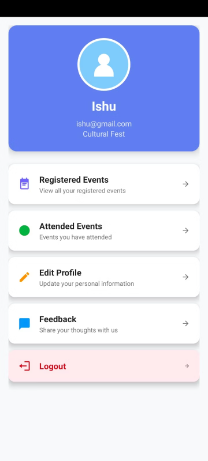 Ishu
ishu@gmail.com
Cultural Fest
Registered Events
View all your registered events
Attended Events
Events you have attended
Edit Profile
Update your personal information
Feedback
Share your thoughts with us
Logout